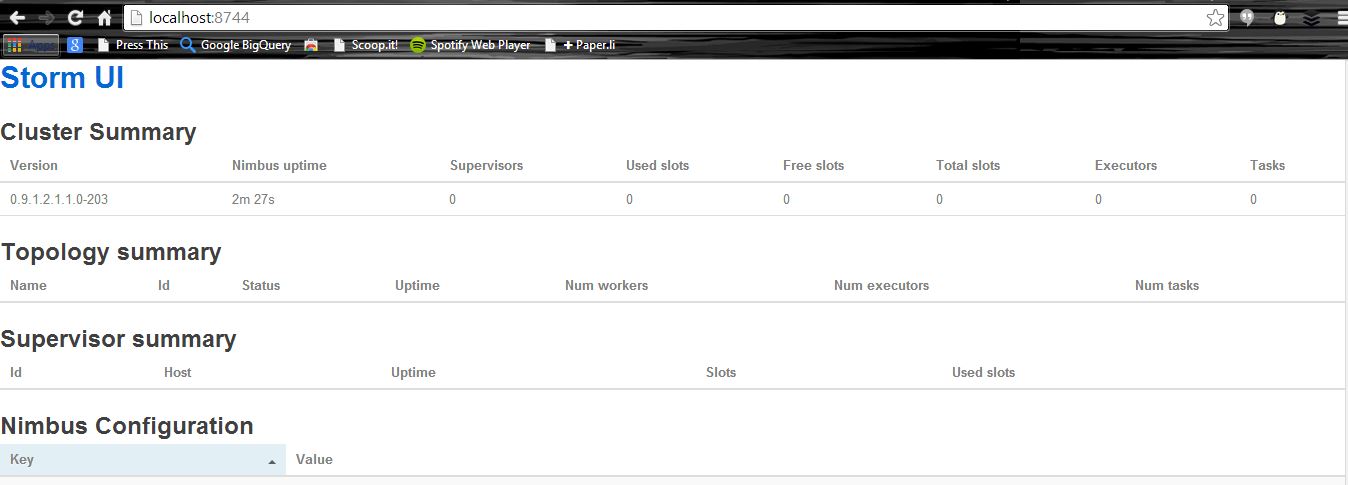 localhost:8744
Apps Press This Google BigQuery Scoop.it! Spotify Web Player + Paper.li
Storm UI
Cluster Summary
Version Nimbus uptime Supervisors Used slots Free slots Total slots Executors Tasks
0.9.1.2.1.1.0-203 2m 27s 0 0 0 0 0 0
Topology summary
Name Id Status Uptime Num workers Num executors Num tasks
Supervisor summary
Id Host Uptime Slots Used slots
Nimbus Configuration
Key Value